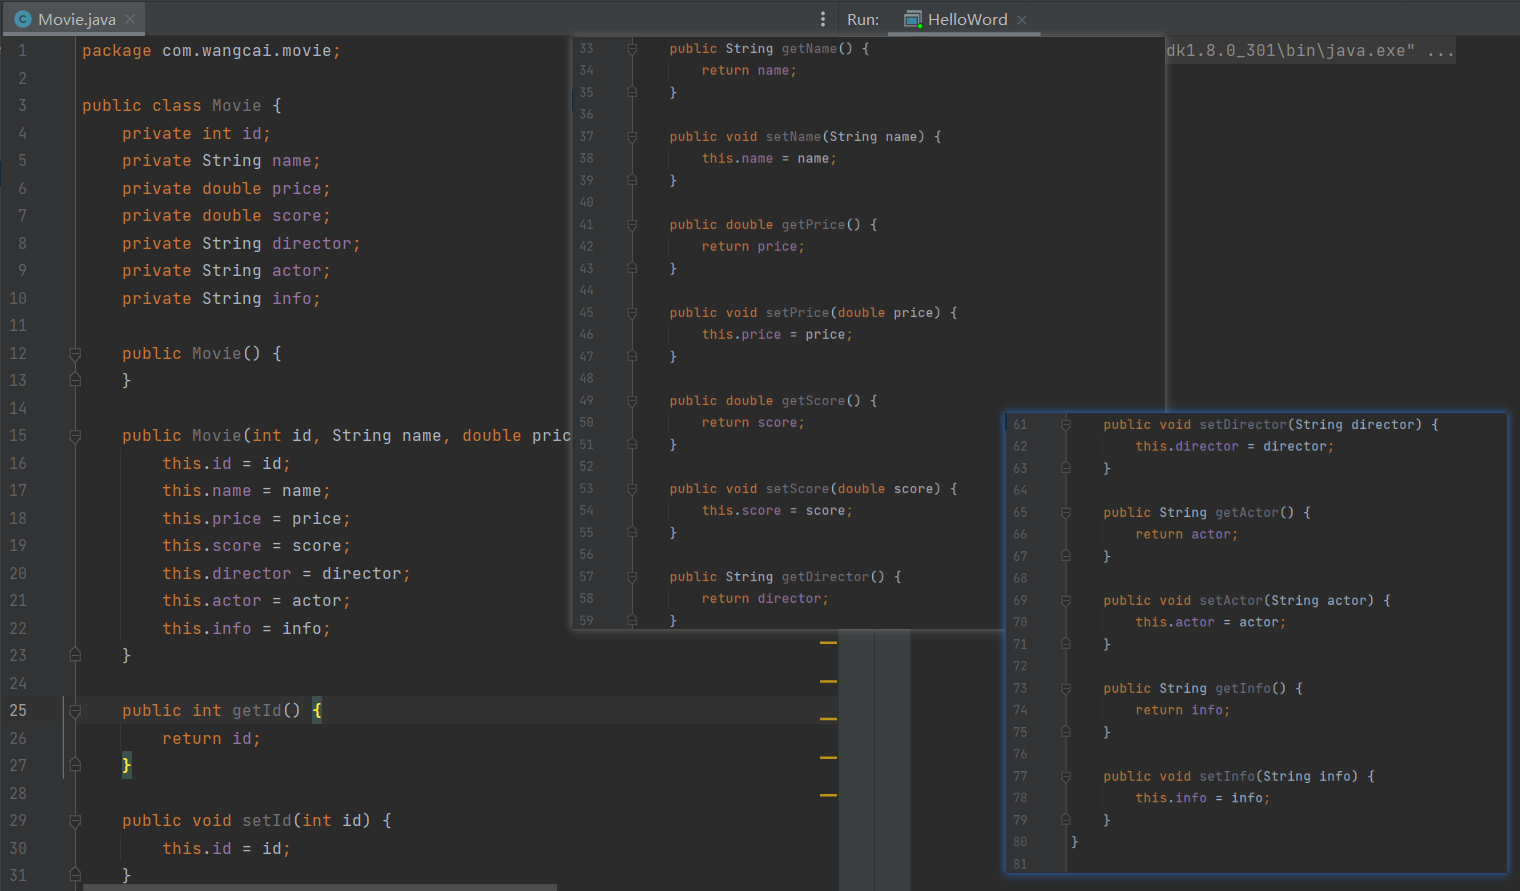 Movie.java
Run: HelloWord
1 package com.wangcai.movie;
2
3 public class Movie {
4 private int id;
5 private String name;
6 private double price;
7 private double score;
8 private String director;
9 private String actor;
10 private String info;
11
12 public Movie() {
13 }
14
15 public Movie(int id, String name, double pric
16 this.id = id;
17 this.name = name;
18 this.price = price;
19 this.score = score;
20 this.director = director;
21 this.actor = actor;
22 this.info = info;
23 }
24
25 public int getId() {
26 return id;
27 }
28
29 public void setId(int id) {
30 this.id = id;
31 }
33 public String getName() {
34 return name;
35 }
36
37 public void setName(String name) {
38 this.name = name;
39 }
40
41 public double getPrice() {
42 return price;
43 }
44
45 public void setPrice(double price) {
46 this.price = price;
47 }
48
49 public double getScore() {
50 return score;
51 }
52
53 public void setScore(double score) {
54 this.score = score;
55 }
56
57 public String getDirector() {
58 return director;
59 }
dk1.8.0_301\bin\java.exe" ...
61 public void setDirector(String director) {
62 this.director = director;
63 }
64
65 public String getActor() {
66 return actor;
67 }
68
69 public void setActor(String actor) {
70 this.actor = actor;
71 }
72
73 public String getInfo() {
74 return info;
75 }
76
77 public void setInfo(String info) {
78 this.info = info;
79 }
80 }
81